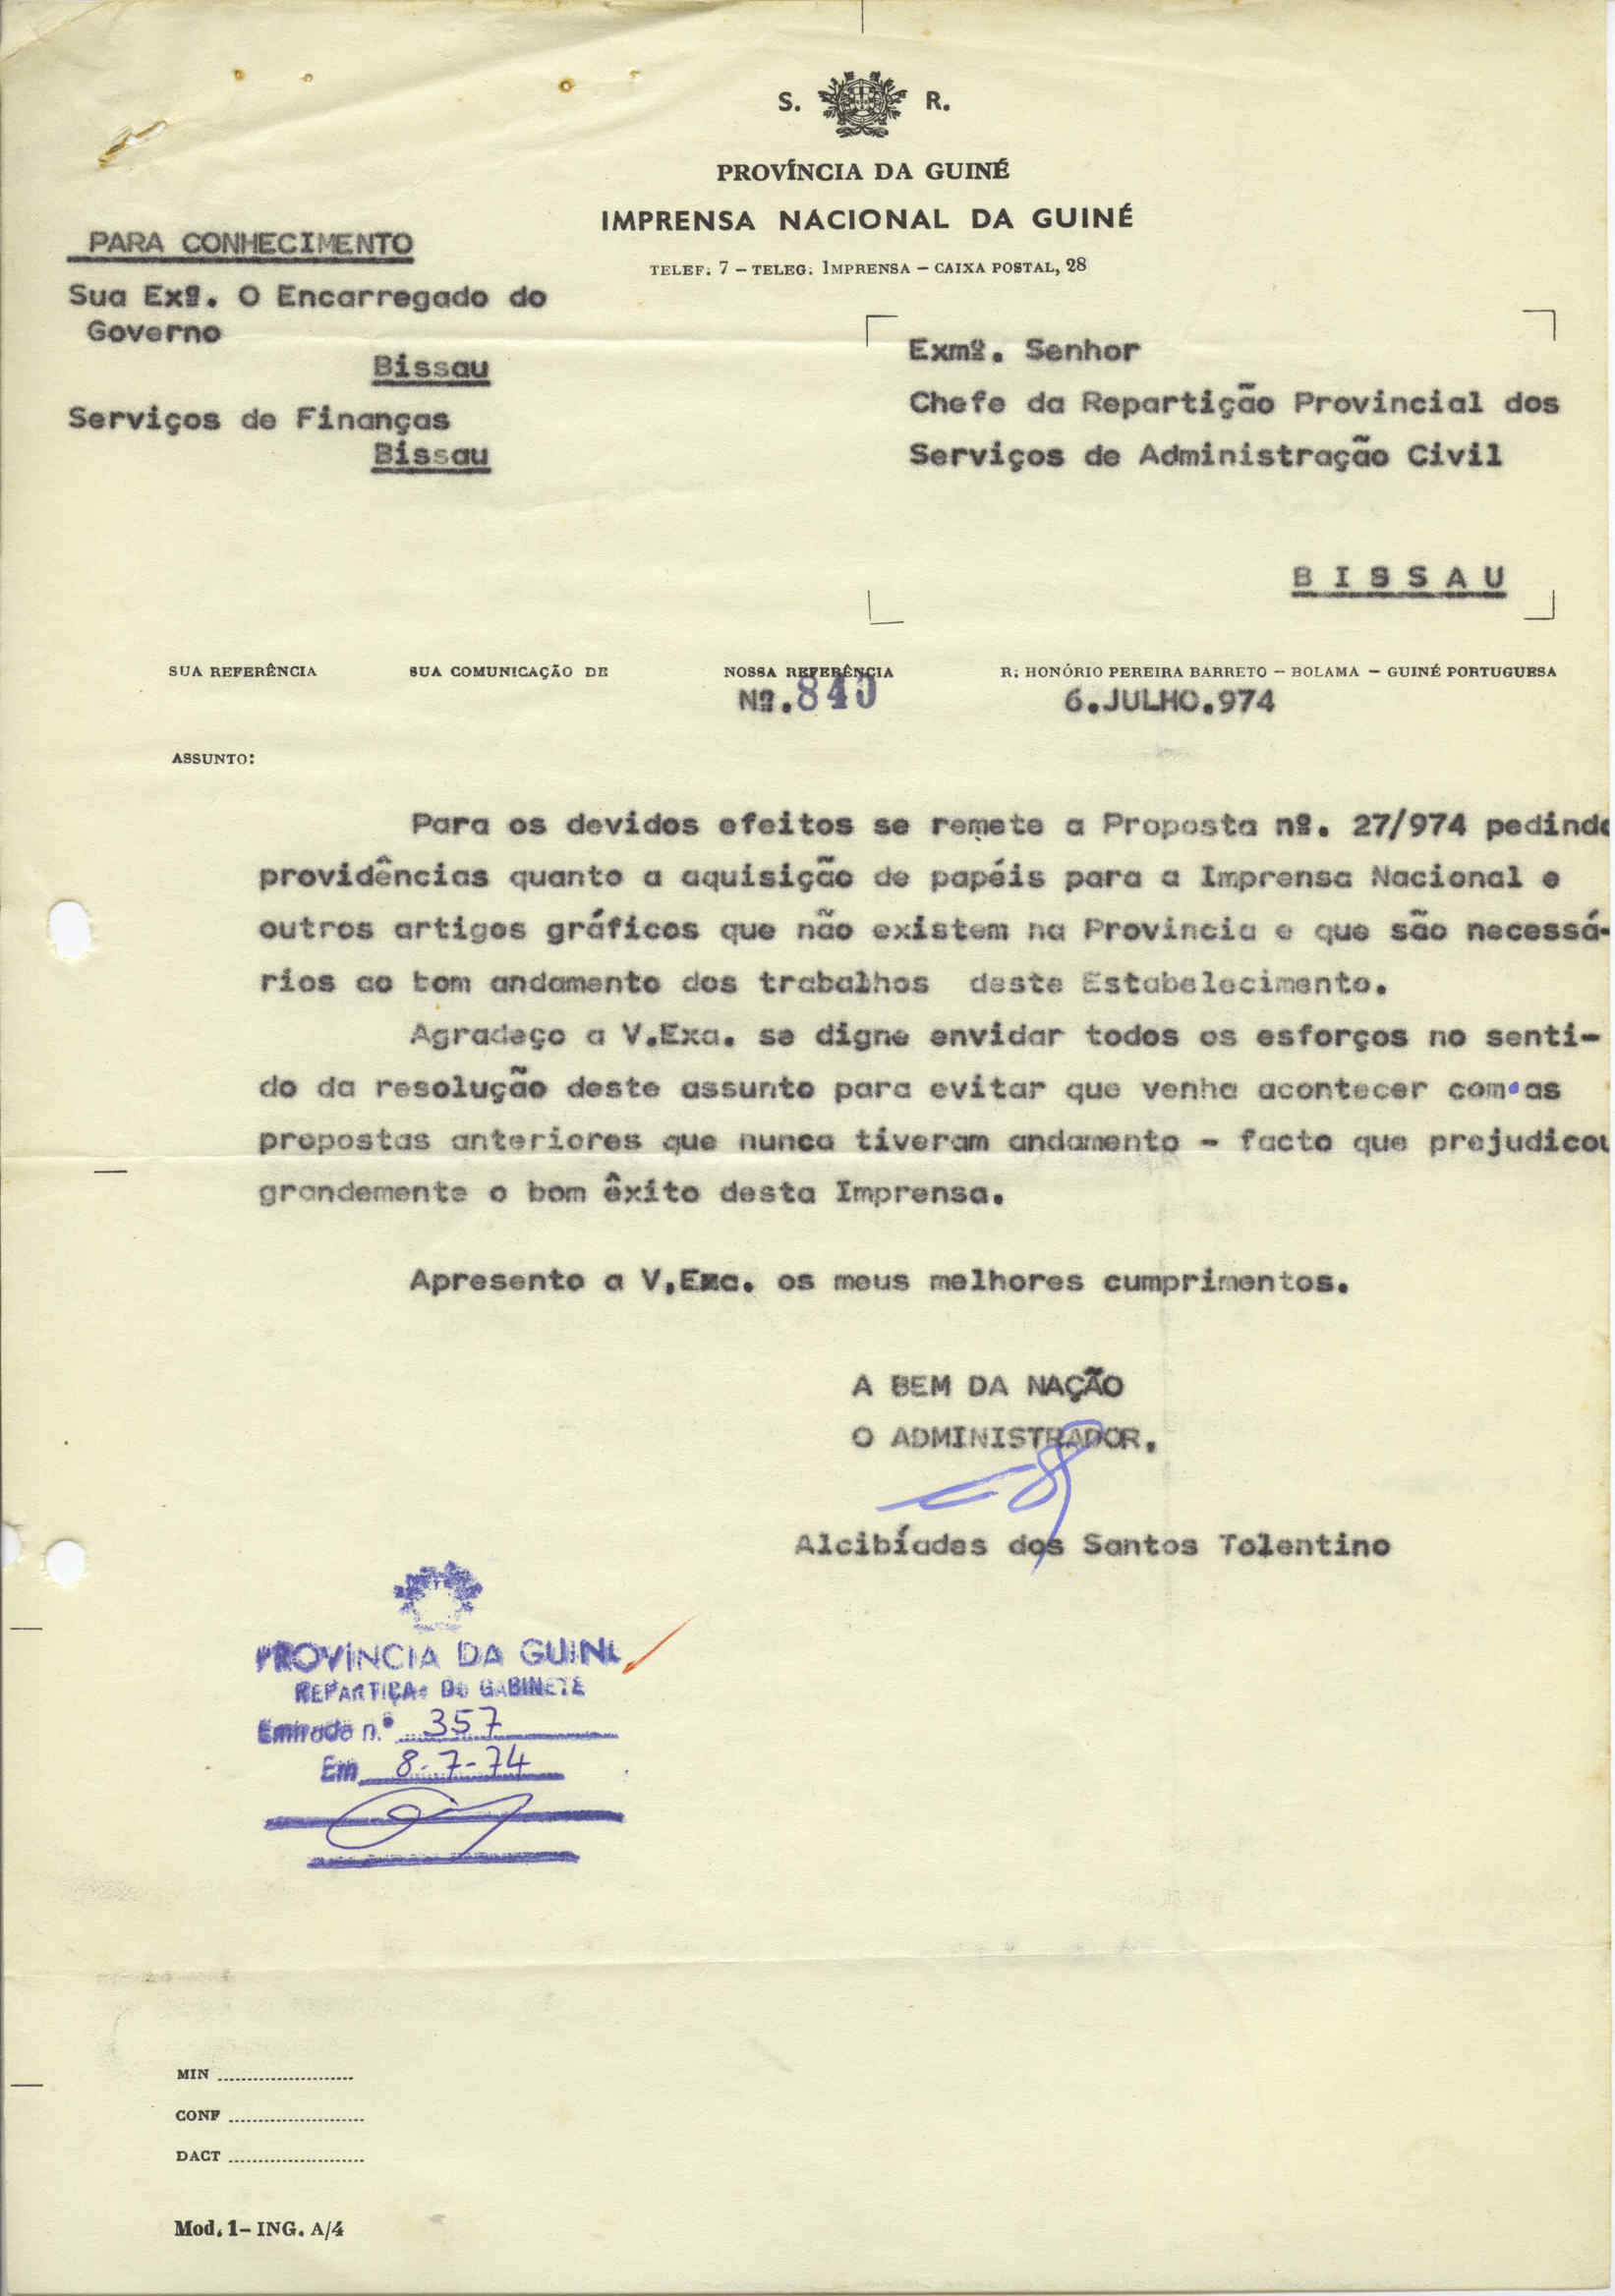 S. R.
PROVÍNCIA DA GUINÉ
IMPRENSA NACIONAL DA GUINÉ
TELEF. 7 – TELEG. IMPRENSA – CAIXA POSTAL, 28
PARA CONHECIMENTO
Sua Exª. O Encarregado do
Governo
Bissau
Serviços de Finanças
Bissau
Exmº. Senhor
Chefe da Repartição Provincial dos
Serviços de Administração Civil
B I S S A U
SUA REFERÊNCIA SUA COMUNICAÇÃO DE NOSSA REFERÊNCIA R. HONÓRIO PEREIRA BARRETO – BOLAMA – GUINÉ PORTUGUESA
Nº. 840 6.JULHO.974
ASSUNTO:
Para os devidos efeitos se remete a Proposta nº. 27/974 pedindo
providências quanto a aquisição de papéis para a Imprensa Nacional e
outros artigos gráficos que não existem na Provincia e que são necessá-
rios ao bom andamento dos trabalhos deste Estabelecimento.
Agradeço a V.Exa. se digne envidar todos os esforços no senti-
do da resolução deste assunto para evitar que venha acontecer com as
propostas anteriores que nunca tiveram andamento - facto que prejudicou
grandemente o bom êxito desta Imprensa.
Apresento a V.Exa. os meus melhores cumprimentos.
A BEM DA NAÇÃO
O ADMINISTRADOR,
Alcibíades dos Santos Tolentino
PROVÍNCIA DA GUINÉ
REPARTIÇÃO DO GABINETE
Entrada n.º 357
Em 8-7-74
MIN
CONF
DACT
Mod. 1– ING. A/4